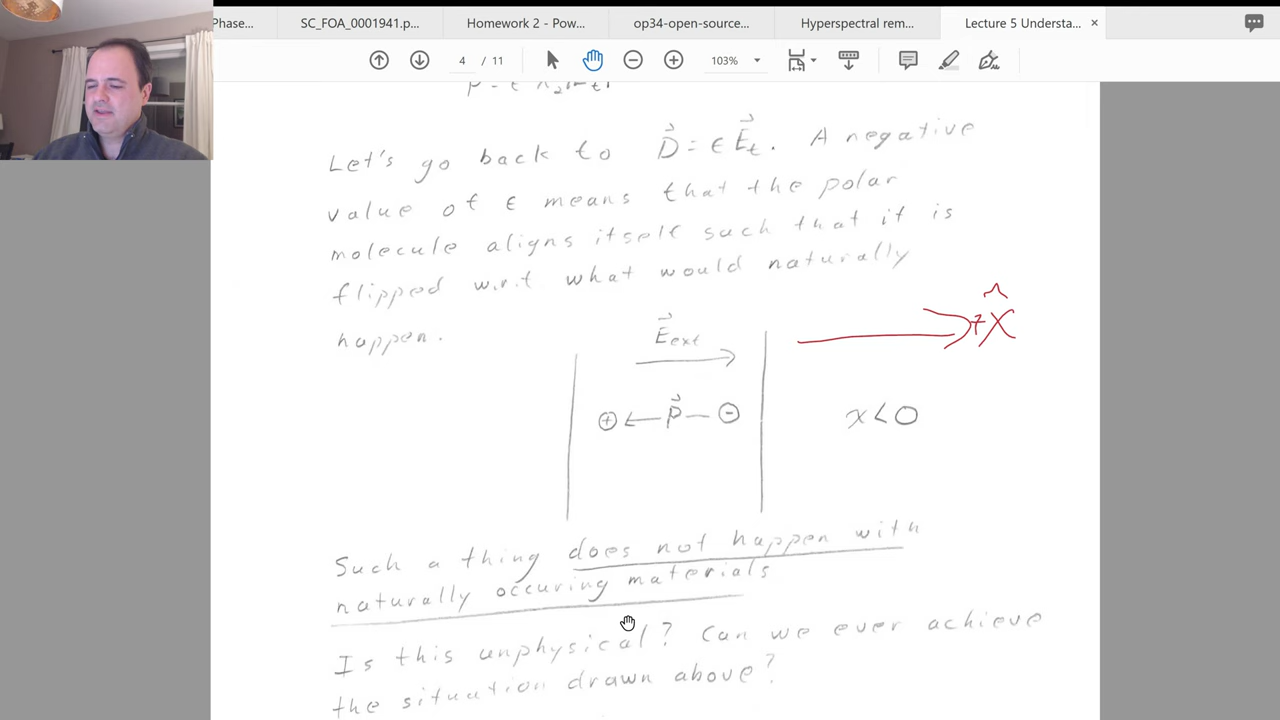 Phase...
SC_FOA_0001941.p...
Homework 2 - Pow...
op34-open-source...
Hyperspectral rem...
Lecture 5 Understa...
×
4 / 11
103%
Let's go back to D⃗ = ϵ E⃗t. A negative
value of ϵ means that the polar
molecule aligns itself such that it is
flipped w.r.t what would naturally
happen.
E⃗ext
+X̂
⊕ ← p⃗ — ⊖
x < 0
Such a thing does not happen with
naturally occuring materials
Is this unphysical? Can we ever achieve
the situation drawn above?